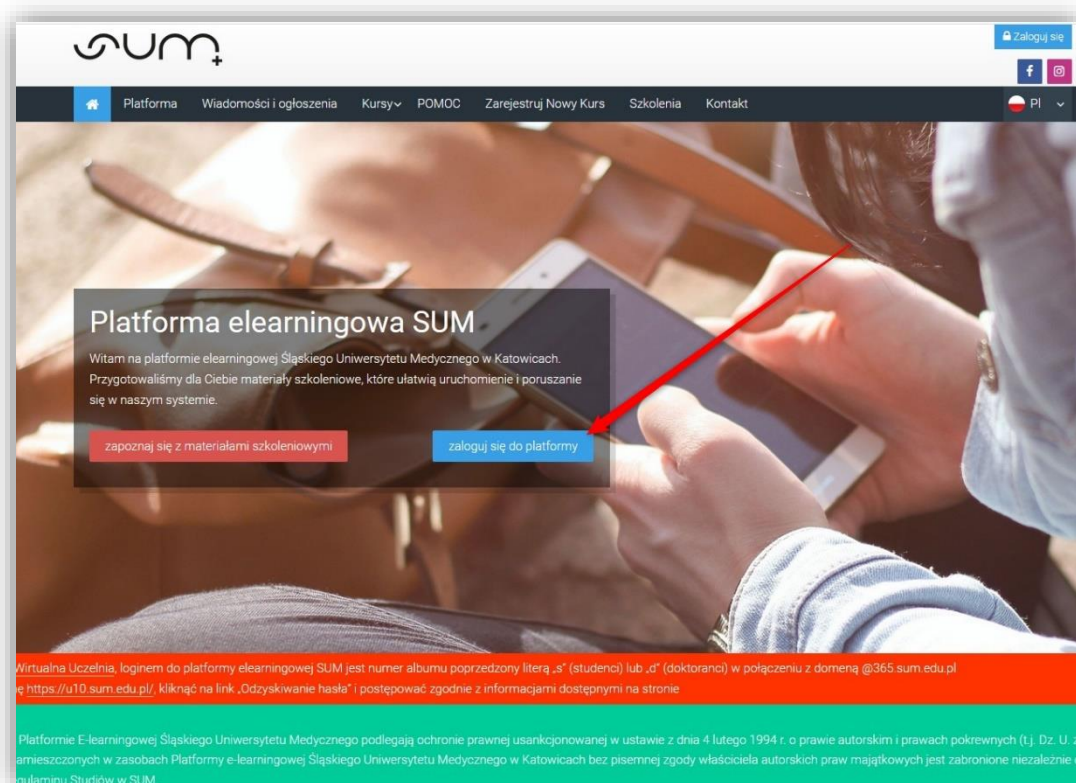 sum
Zaloguj się
Platforma Wiadomości i ogłoszenia Kursy POMOC Zarejestruj Nowy Kurs Szkolenia Kontakt Pl
Platforma elearningowa SUM
Witam na platformie elearningowej Śląskiego Uniwersytetu Medycznego w Katowicach.
Przygotowaliśmy dla Ciebie materiały szkoleniowe, które ułatwią uruchomienie i poruszanie
się w naszym systemie.
zapoznaj się z materiałami szkoleniowymi zaloguj się do platformy
Wirtualna Uczelnia, loginem do platformy elearningowej SUM jest numer albumu poprzedzony literą „s” (studenci) lub „d” (doktoranci) w połączeniu z domeną @365.sum.edu.pl
https://u10.sum.edu.pl/, kliknąć na link „Odzyskiwanie hasła” i postępować zgodnie z informacjami dostępnymi na stronie
Platformie E-learningowej Śląskiego Uniwersytetu Medycznego podlegają ochronie prawnej usankcjonowanej w ustawie z dnia 4 lutego 1994 r. o prawie autorskim i prawach pokrewnych (t.j. Dz. U. z
amieszczonych w zasobach Platformy e-learningowej Śląskiego Uniwersytetu Medycznego w Katowicach bez pisemnej zgody właściciela autorskich praw majątkowych jest zabronione niezależnie
egulaminu Studiów w SUM